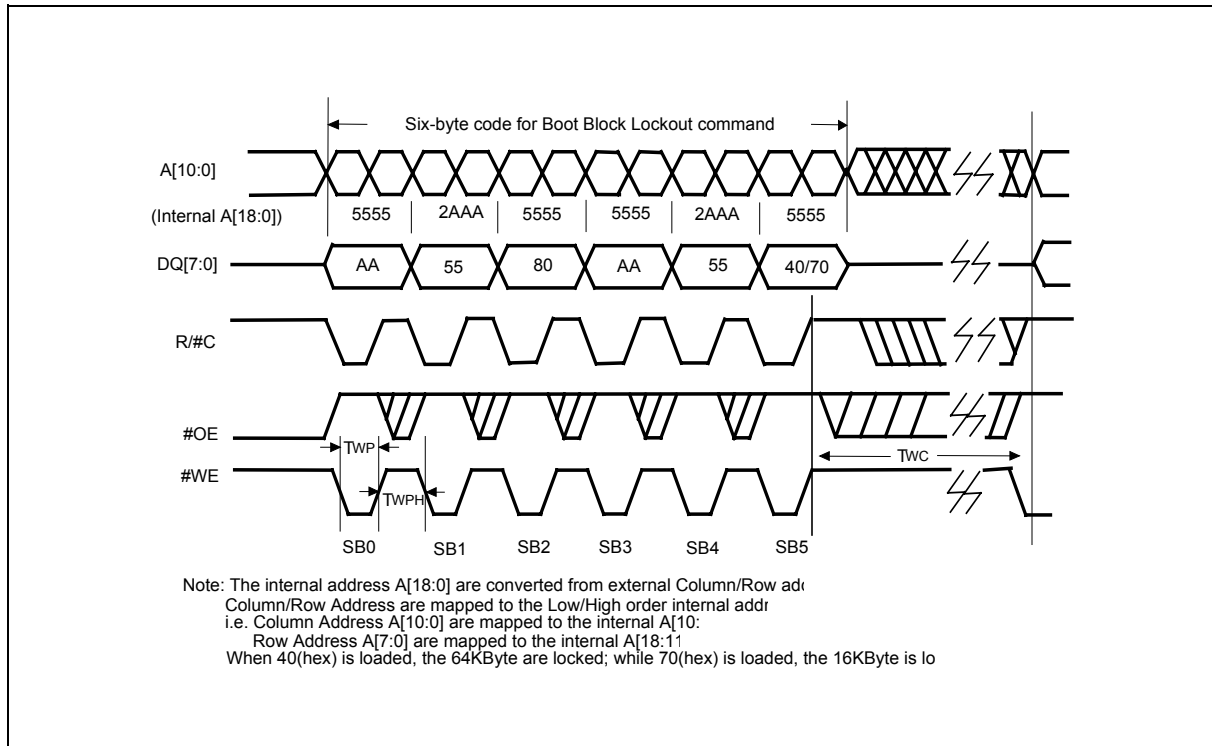 Six-byte code for Boot Block Lockout command
A[10:0]
(Internal A[18:0]) 5555 2AAA 5555 5555 2AAA 5555
DQ[7:0] AA 55 80 AA 55 40/70
R/#C
#OE
TWP
TWC
#WE
TWPH
SB0 SB1 SB2 SB3 SB4 SB5
Note: The internal address A[18:0] are converted from external Column/Row
Column/Row Address are mapped to the Low/High order internal
i.e. Column Address A[10:0] are mapped to the internal A[10:
Row Address A[7:0] are mapped to the internal A[18:11
When 40(hex) is loaded, the 64KByte are locked; while 70(hex) is loaded, the 16KByte is